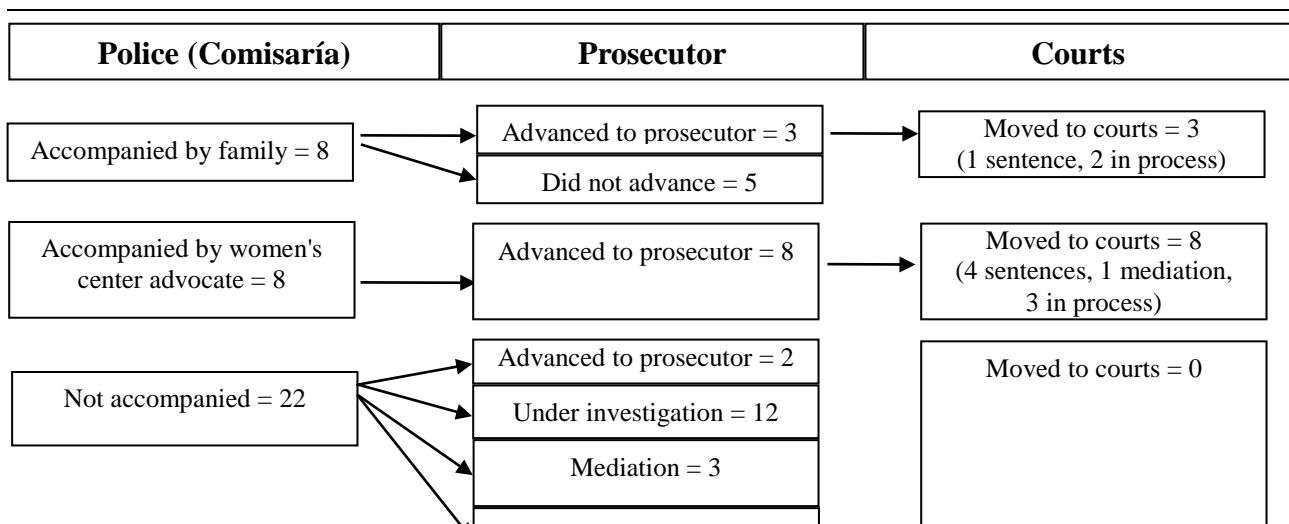 Police (Comisaría)
Prosecutor
Courts
Accompanied by family = 8
Advanced to prosecutor = 3
Did not advance = 5
Moved to courts = 3
(1 sentence, 2 in process)
Accompanied by women's
center advocate = 8
Advanced to prosecutor = 8
Moved to courts = 8
(4 sentences, 1 mediation,
3 in process)
Not accompanied = 22
Advanced to prosecutor = 2
Under investigation = 12
Mediation = 3
Moved to courts = 0